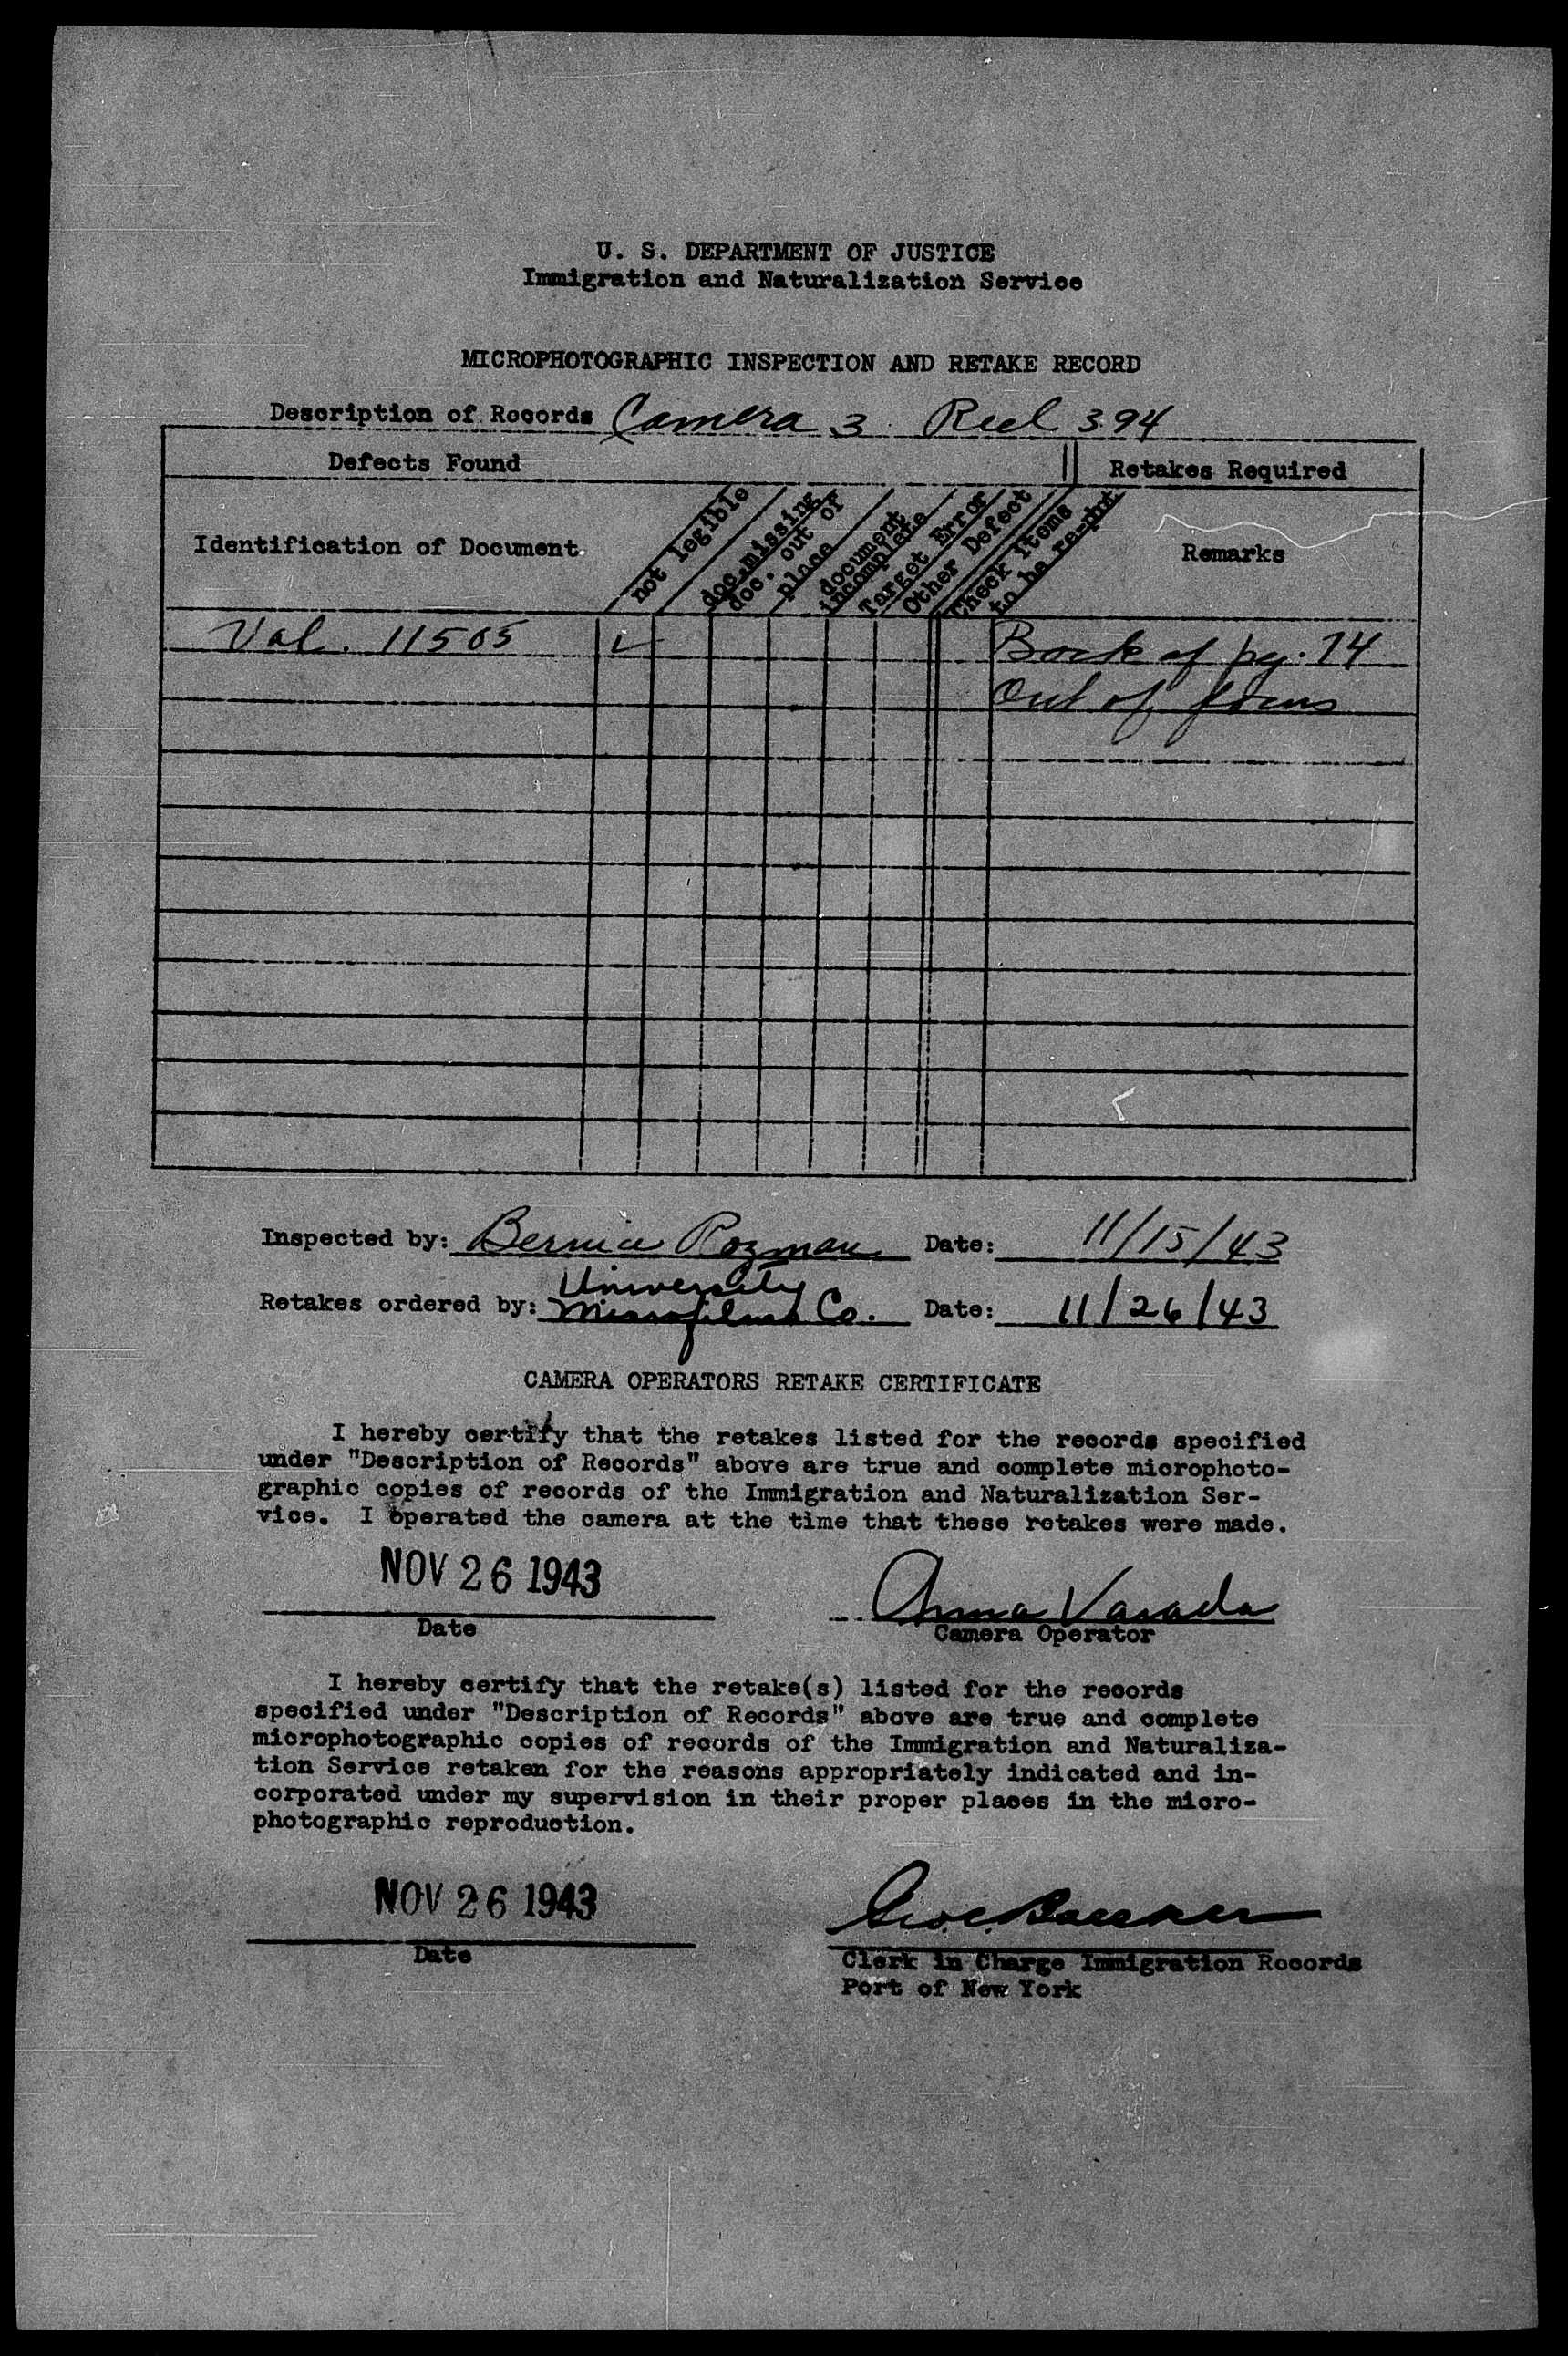 U. S. DEPARTMENT OF JUSTICE
Immigration and Naturalization Service
MICROPHOTOGRAPHIC INSPECTION AND RETAKE RECORD
Description of Records Camera 3 Reel 394
Defects Found
Retakes Required
Identification of Document
not legible
doc. missing
doc. out of
place
document
incomplete
Target Error
Other Defect
Check items
to be re-phot
Remarks
Vol. 11505 ✓ Back of pg. 74
Out of focus
Inspected by: Bernice Rozman Date: 11/15/43
University
Retakes ordered by: Microfilms Co. Date: 11/26/43
CAMERA OPERATORS RETAKE CERTIFICATE
I hereby certify that the retakes listed for the records specified
under "Description of Records" above are true and complete microphoto-
graphic copies of records of the Immigration and Naturalization Ser-
vice. I operated the camera at the time that these retakes were made.
NOV 26 1943
Anna
Date
Camera Operator
I hereby certify that the retake(s) listed for the records
specified under "Description of Records" above are true and complete
microphotographic copies of records of the Immigration and Naturaliza-
tion Service retaken for the reasons appropriately indicated and in-
corporated under my supervision in their proper places in the micro-
photographic reproduction.
NOV 26 1943
Date
Clerk in Charge Immigration Records
Port of New York